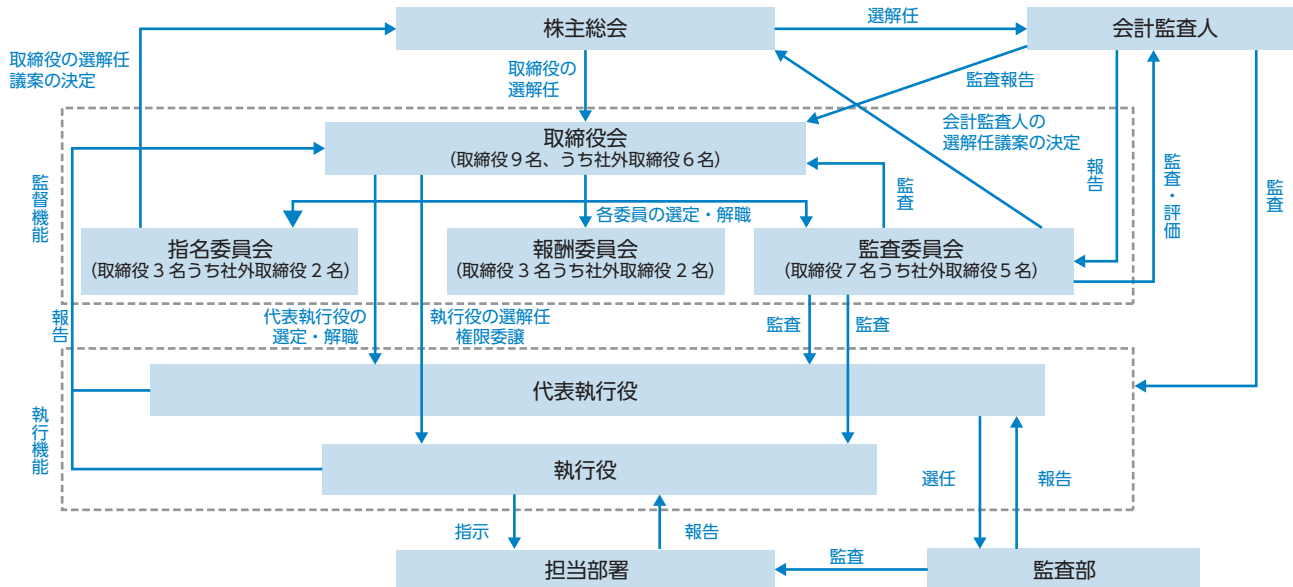 株主総会
選解任
会計監査人
取締役の選解任
議案の決定
取締役の
選解任
監査報告
会計監査人の
選解任議案の決定
取締役会
(取締役9名、うち社外取締役6名)
監督機能
報告
監査・評価
監査
監査
各委員の選定・解職
指名委員会
(取締役3名うち社外取締役2名)
報酬委員会
(取締役3名うち社外取締役2名)
監査委員会
(取締役7名うち社外取締役5名)
報告
代表執行役の
選定・解職
執行役の選解任
権限委譲
監査
監査
代表執行役
執行機能
執行役
選任
報告
指示
報告
担当部署
監査
監査部